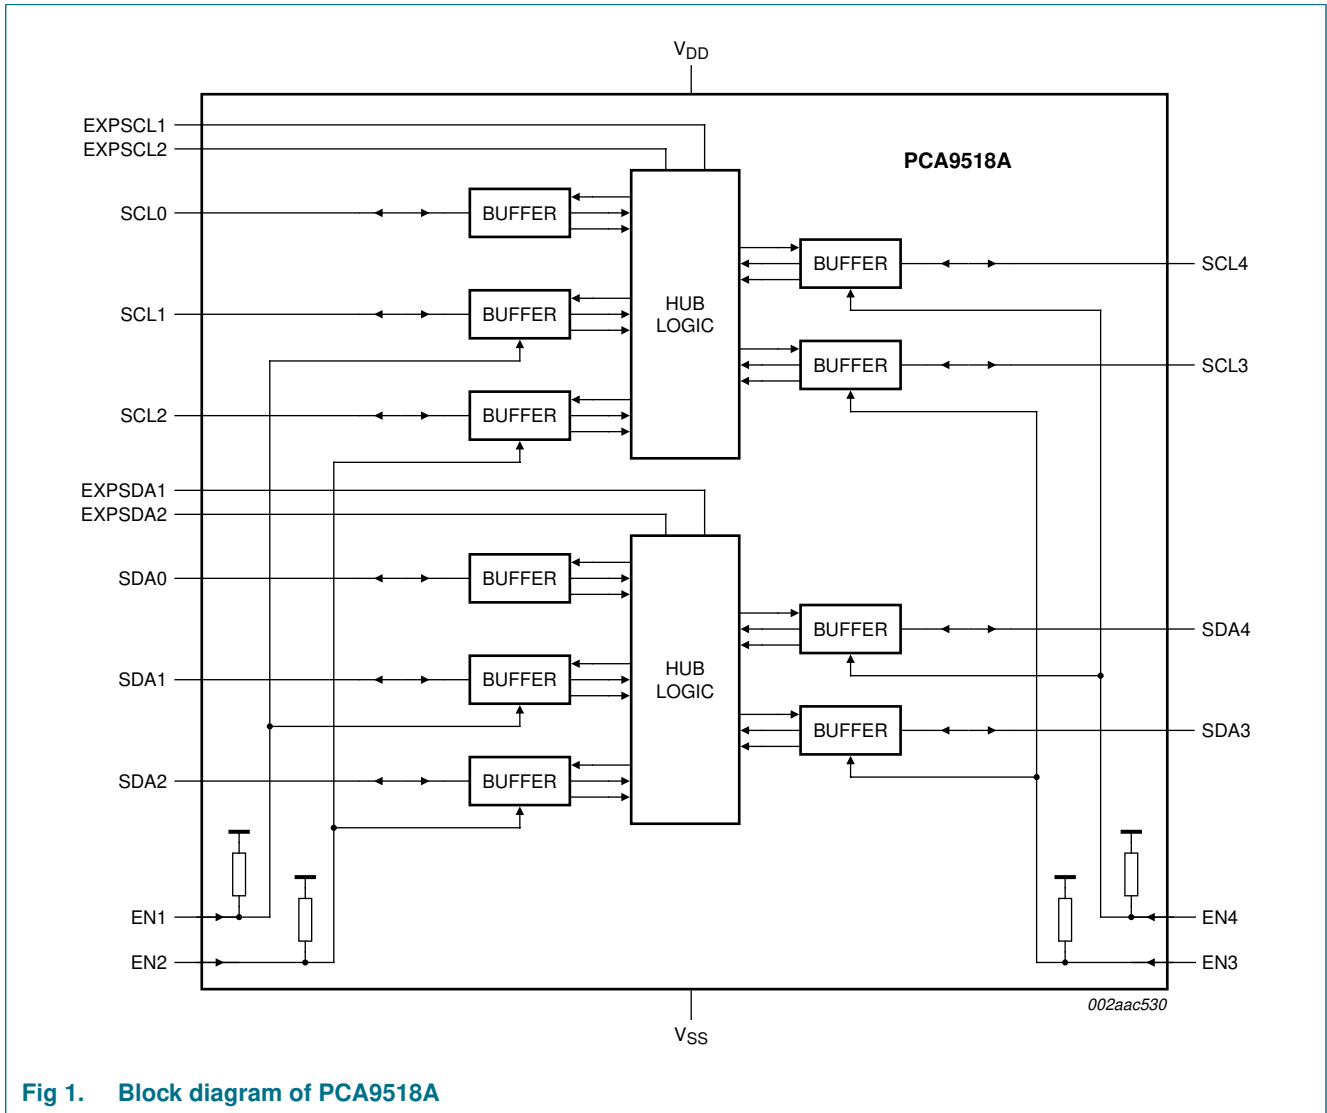 VDD
EXPSCL1
EXPSCL2
PCA9518A
SCL0
BUFFER
SCL1
BUFFER
SCL2
BUFFER
HUB
LOGIC
BUFFER
SCL4
BUFFER
SCL3
EXPSDA1
EXPSDA2
SDA0
BUFFER
SDA1
BUFFER
SDA2
BUFFER
HUB
LOGIC
BUFFER
SDA4
BUFFER
SDA3
EN1
EN2
EN4
EN3
002aac530
VSS
Fig 1. Block diagram of PCA9518A